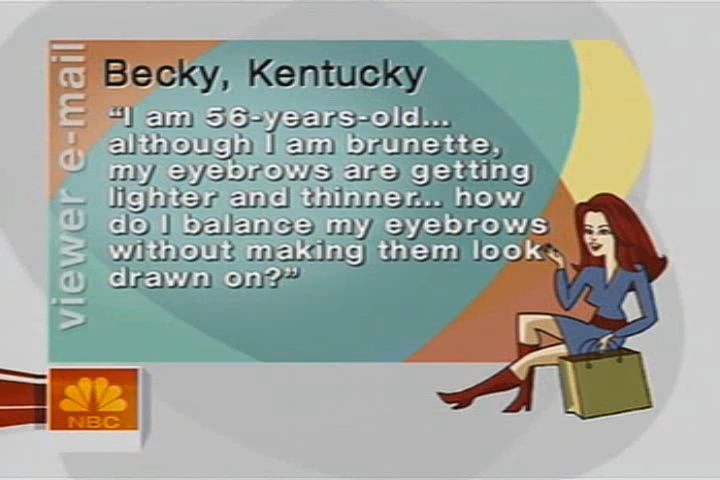 viewer e-mail
Becky, Kentucky
“I am 56-years-old...
although I am brunette,
my eyebrows are getting
lighter and thinner... how
do I balance my eyebrows
without making them look
drawn on?”
NBC